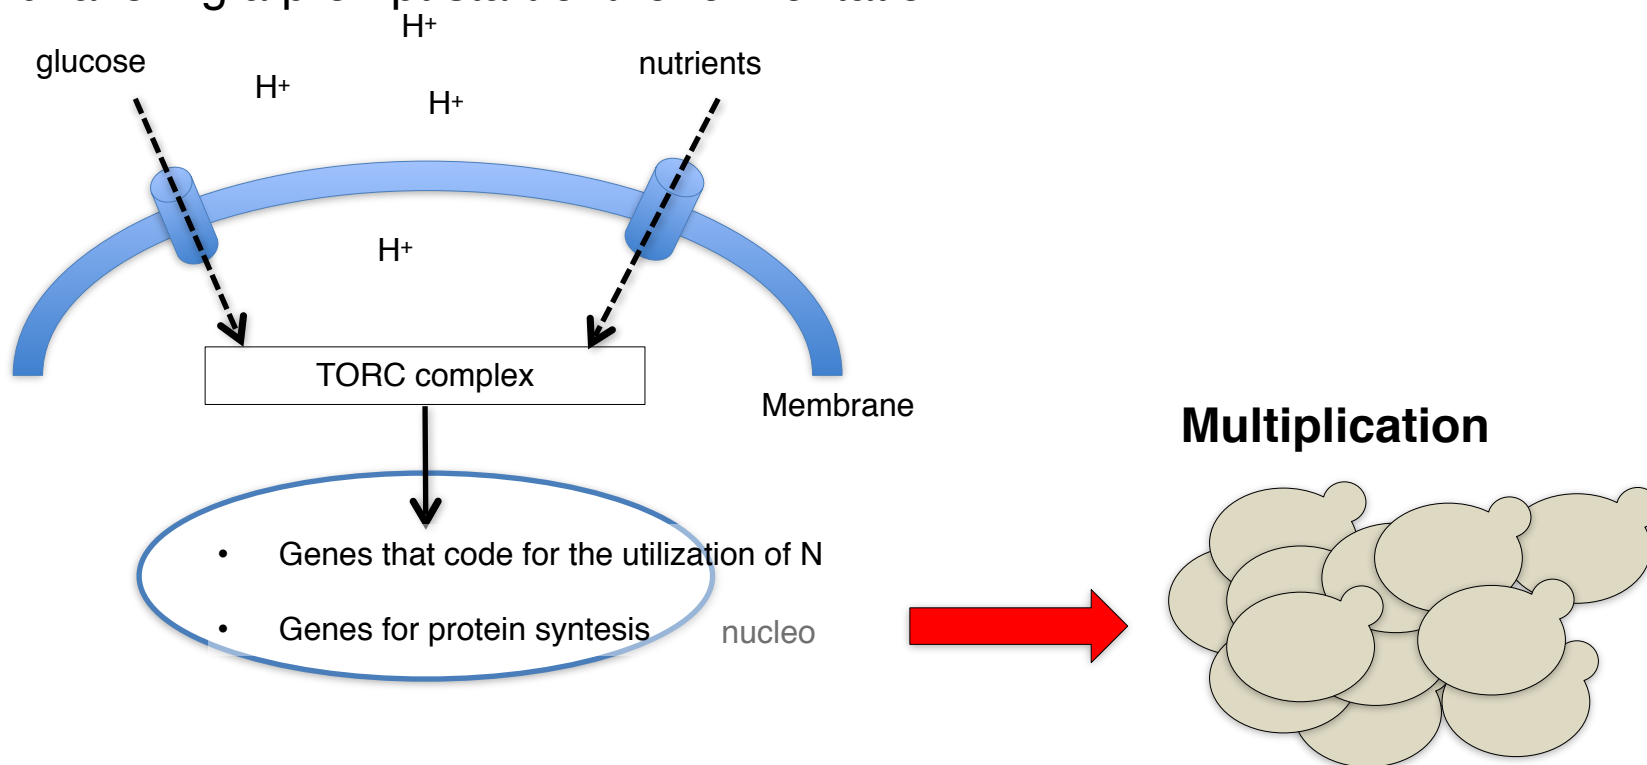 H+
glucose
nutrients
H+
H+
H+
TORC complex
Membrane
Multiplication
• Genes that code for the utilization of N
• Genes for protein syntesis
nucleo